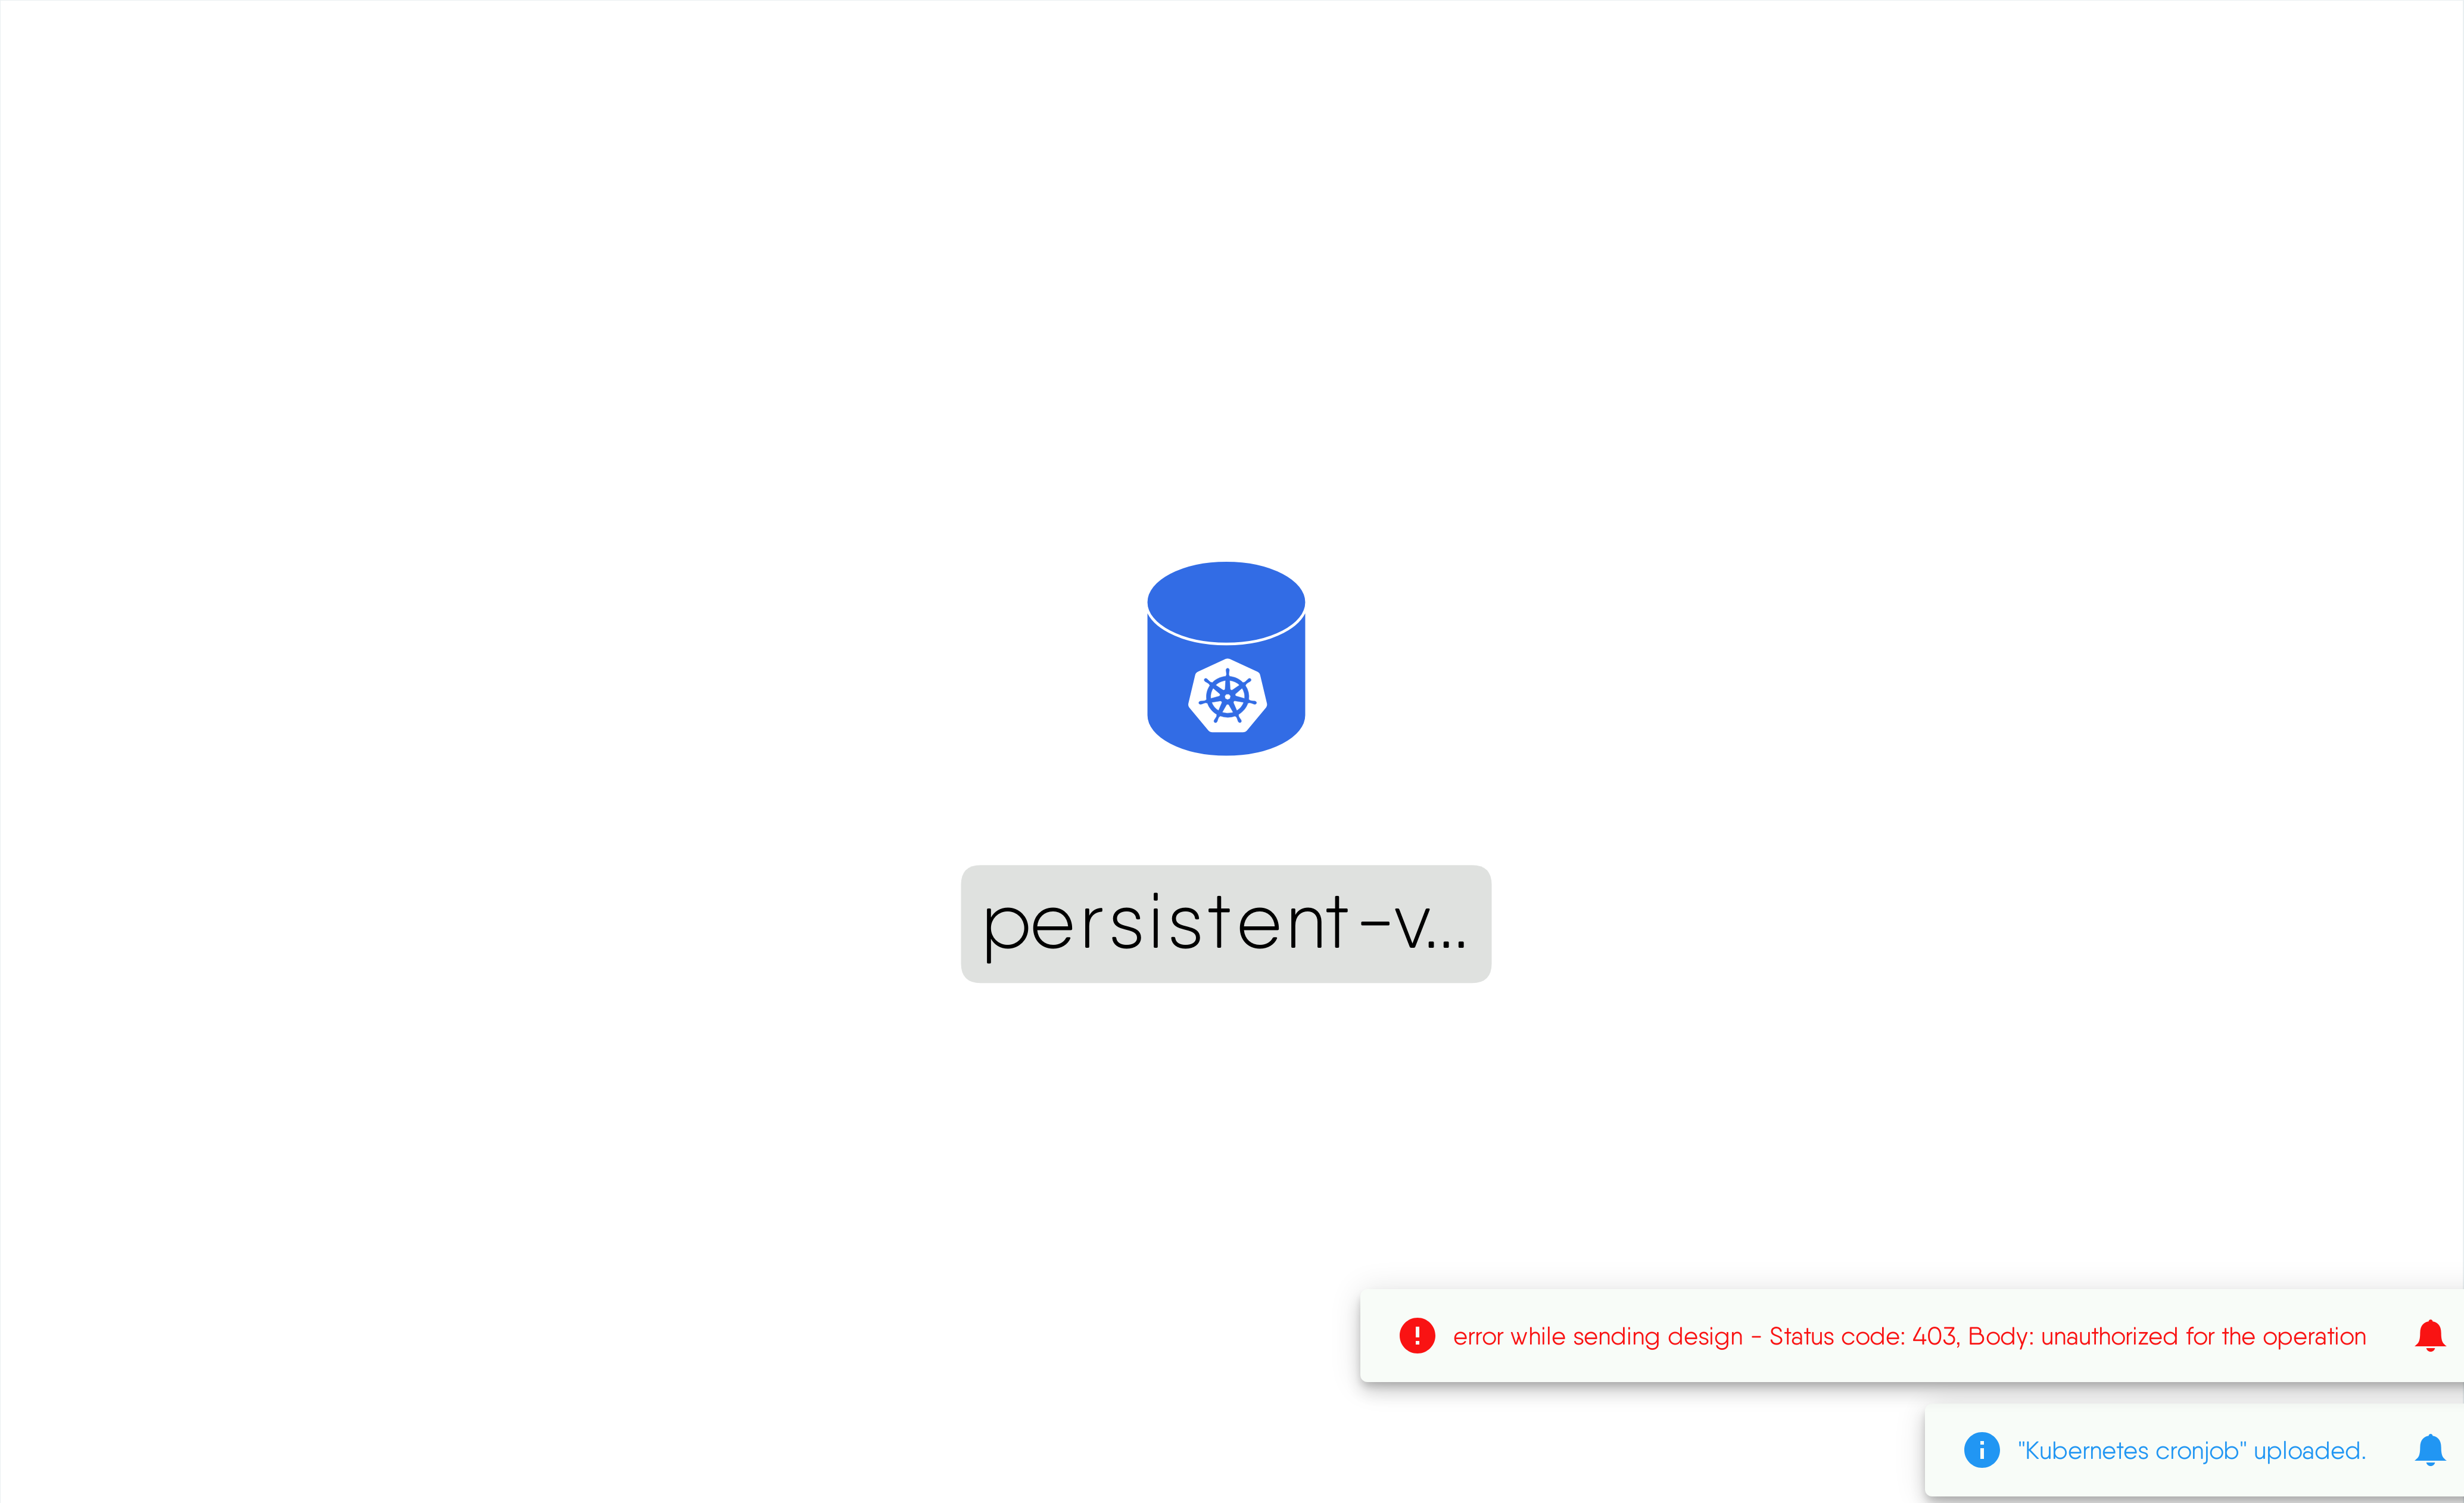 persistent-v...
error while sending design - Status code: 403, Body: unauthorized for the operation
"Kubernetes cronjob" uploaded.